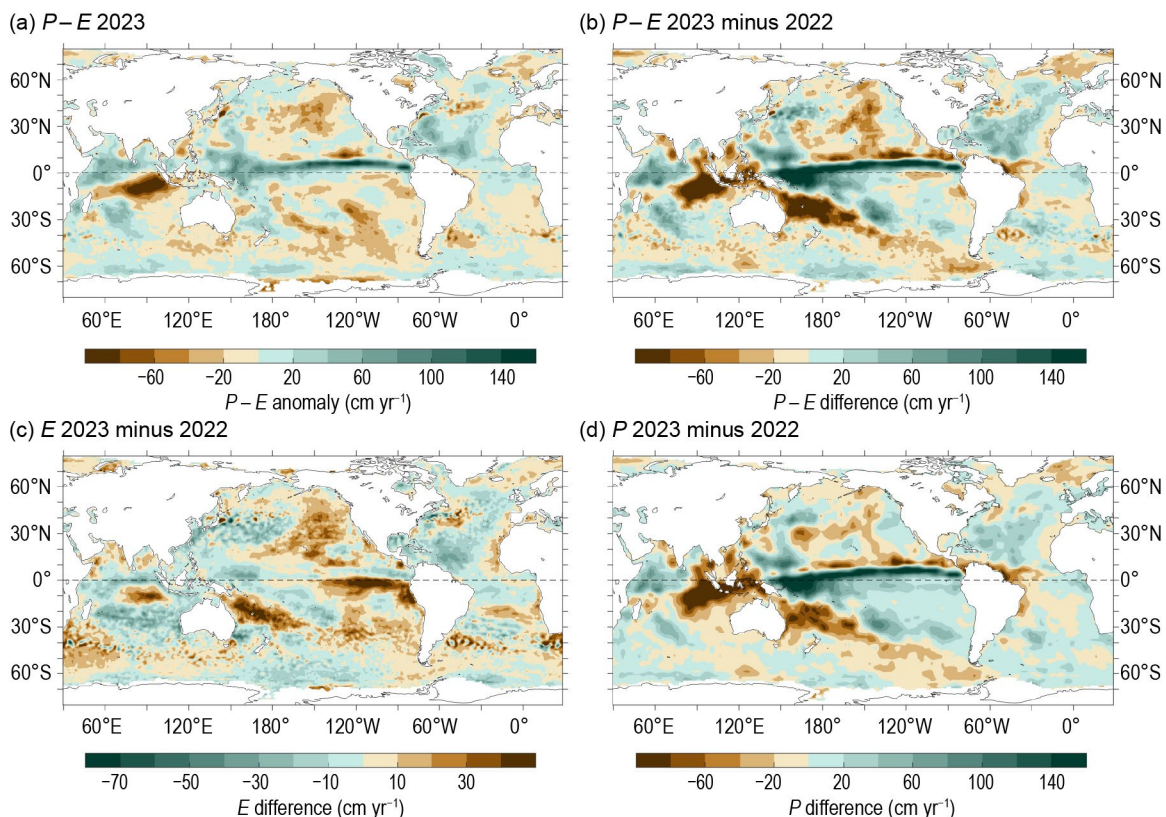 (a) P – E 2023
(b) P – E 2023 minus 2022
60°N
30°N
0°
30°S
60°S
60°N
30°N
0°
30°S
60°S
60°E 120°E 180° 120°W 60°W 0°
60°E 120°E 180° 120°W 60°W 0°
−60 −20 20 60 100 140
P – E anomaly (cm yr⁻¹)
−60 −20 20 60 100 140
P – E difference (cm yr⁻¹)
(c) E 2023 minus 2022
(d) P 2023 minus 2022
60°N
30°N
0°
30°S
60°S
60°N
30°N
0°
30°S
60°S
60°E 120°E 180° 120°W 60°W 0°
60°E 120°E 180° 120°W 60°W 0°
−70 −50 −30 −10 10 30
E difference (cm yr⁻¹)
−60 −20 20 60 100 140
P difference (cm yr⁻¹)